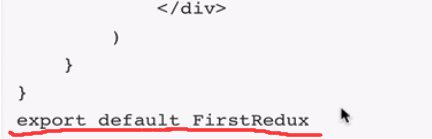 </div>
)
}
}
export default FirstRedux